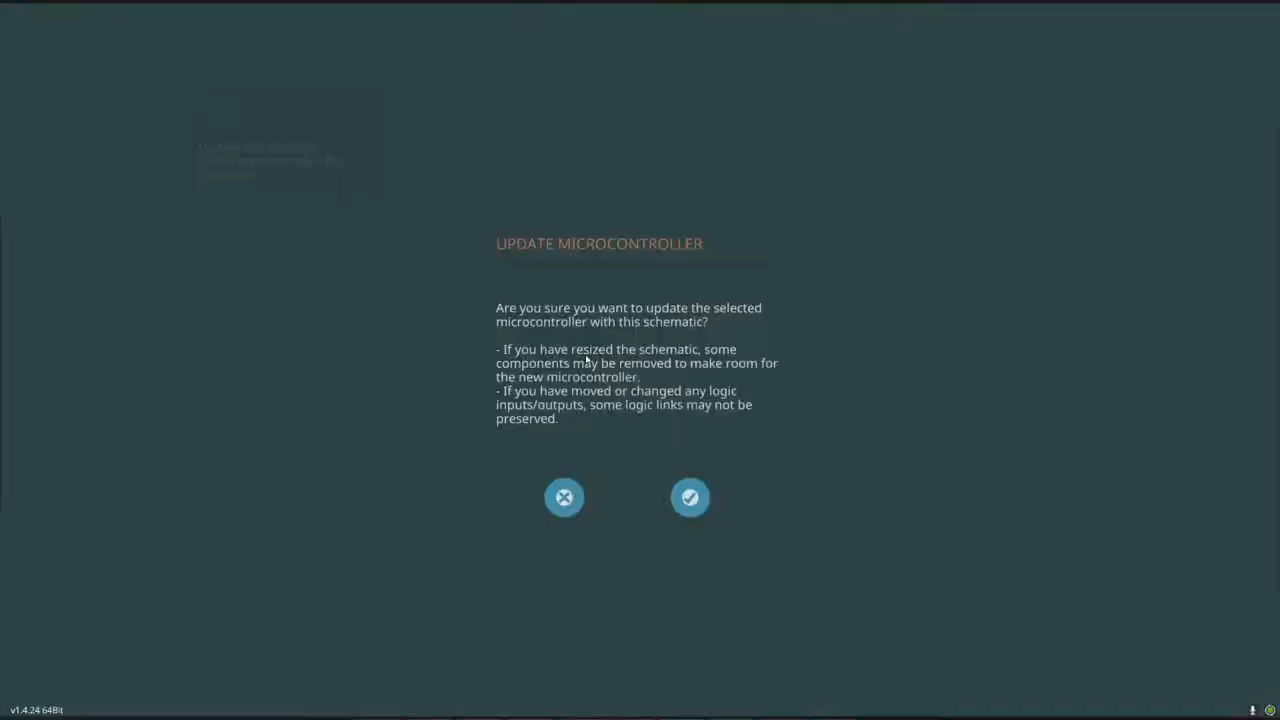 UPDATE MICROCONTROLLER
Are you sure you want to update the selected
microcontroller with this schematic?
- If you have resized the schematic, some
components may be removed to make room for
the new microcontroller.
- If you have moved or changed any logic
inputs/outputs, some logic links may not be
preserved.
v1.4.24 64Bit